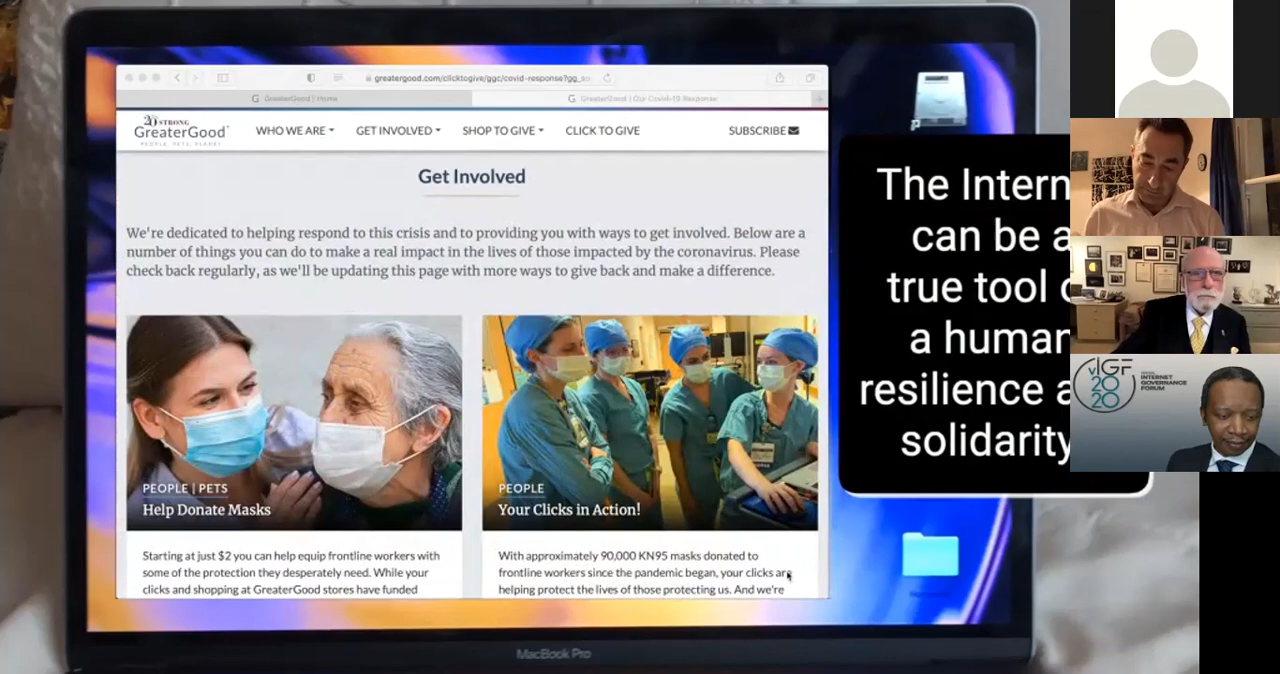 greatergood.com/clicktogive/ggc/covid-response?gg_so
GreaterGood | Home
GreaterGood | Our Covid-19 Response
20 STRONG
GreaterGood
PEOPLE. PETS. PLANET.
WHO WE ARE
GET INVOLVED
SHOP TO GIVE
CLICK TO GIVE
SUBSCRIBE
Get Involved
We're dedicated to helping respond to this crisis and to providing you with ways to get involved. Below are a
number of things you can do to make a real impact in the lives of those impacted by the coronavirus. Please
check back regularly, as we'll be updating this page with more ways to give back and make a difference.
PEOPLE | PETS
Help Donate Masks
Starting at just $2 you can help equip frontline workers with
some of the protection they desperately need. While your
clicks and shopping at GreaterGood stores have funded
PEOPLE
Your Clicks in Action!
With approximately 90,000 KN95 masks donated to
frontline workers since the pandemic began, your clicks are
helping protect the lives of those protecting us. And we're
The Intern
can be a
true tool
a human
resilience a
solidarity
vIGF
2020
INTERNET
GOVERNANCE
FORUM
MacBook Pro